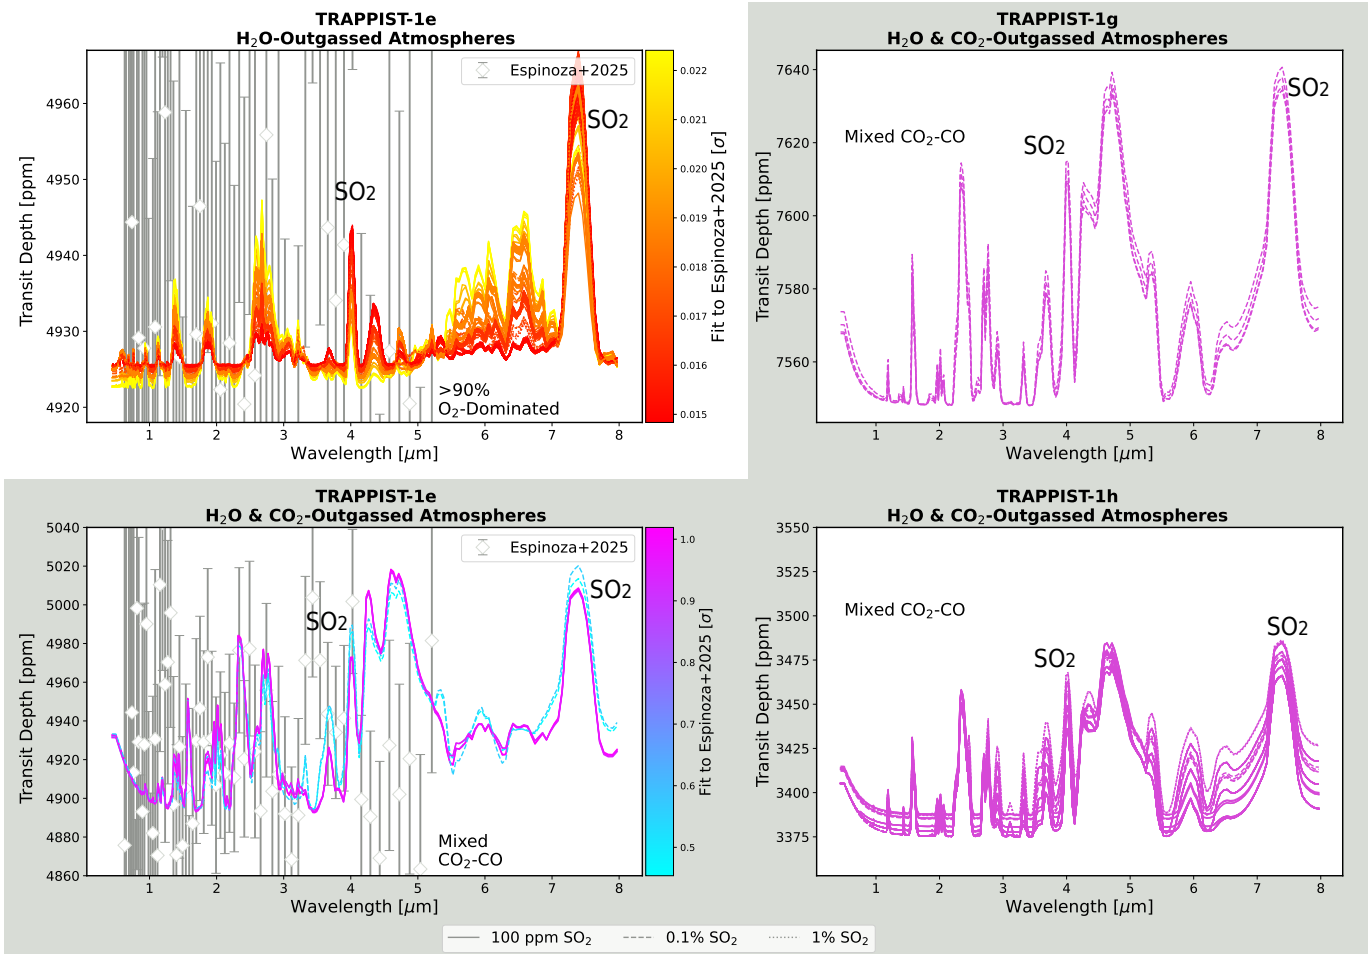 TRAPPIST-1e
H₂O-Outgassed Atmospheres
Espinoza+2025
SO2
SO2
>90%
O₂-Dominated
4960
4950
4940
4930
4920
Transit Depth [ppm]
1 2 3 4 5 6 7 8
Wavelength [μm]
0.022
0.021
0.020
0.019
0.018
0.017
0.016
0.015
Fit to Espinoza+2025 [σ]
TRAPPIST-1g
H₂O & CO₂-Outgassed Atmospheres
Mixed CO₂-CO
SO2
SO2
7640
7620
7600
7580
7560
Transit Depth [ppm]
1 2 3 4 5 6 7 8
Wavelength [μm]
TRAPPIST-1e
H₂O & CO₂-Outgassed Atmospheres
Espinoza+2025
SO2
SO2
Mixed
CO₂-CO
5040
5020
5000
4980
4960
4940
4920
4900
4880
4860
Transit Depth [ppm]
1 2 3 4 5 6 7 8
Wavelength [μm]
1.0
0.9
0.8
0.7
0.6
0.5
Fit to Espinoza+2025 [σ]
TRAPPIST-1h
H₂O & CO₂-Outgassed Atmospheres
Mixed CO₂-CO
SO2
SO2
3550
3525
3500
3475
3450
3425
3400
3375
Transit Depth [ppm]
1 2 3 4 5 6 7 8
Wavelength [μm]
100 ppm SO₂ 0.1% SO₂ 1% SO₂